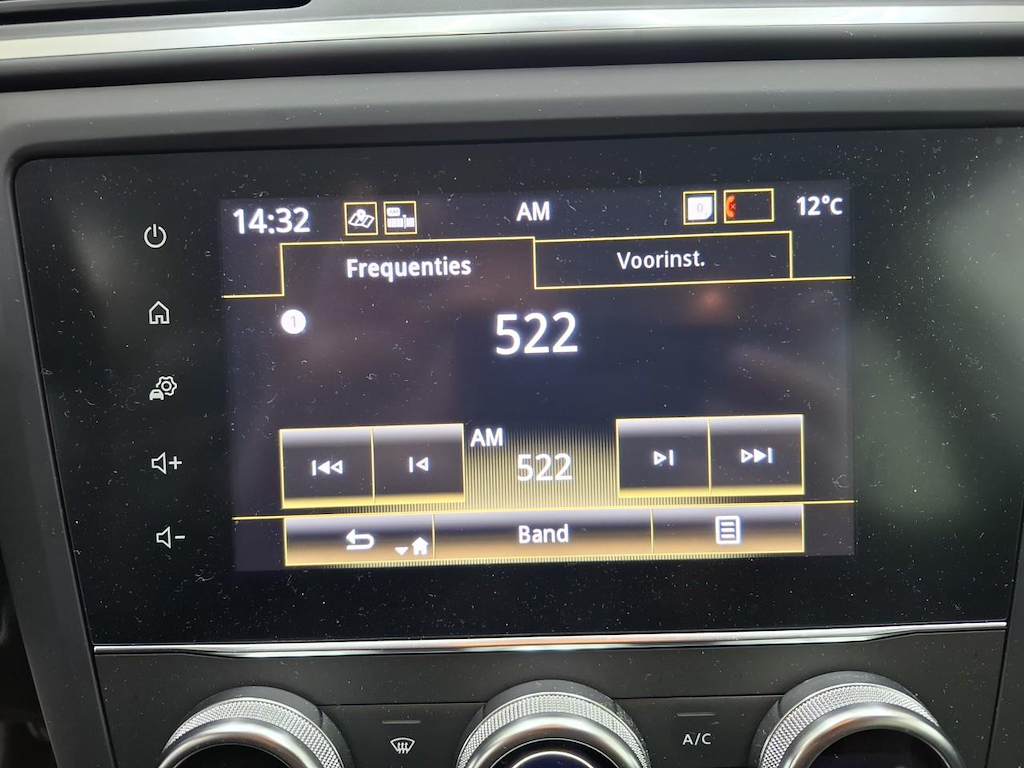 14:32
AM
12°C
Frequenties
Voorinst.
1
522
AM
522
Band
A/C